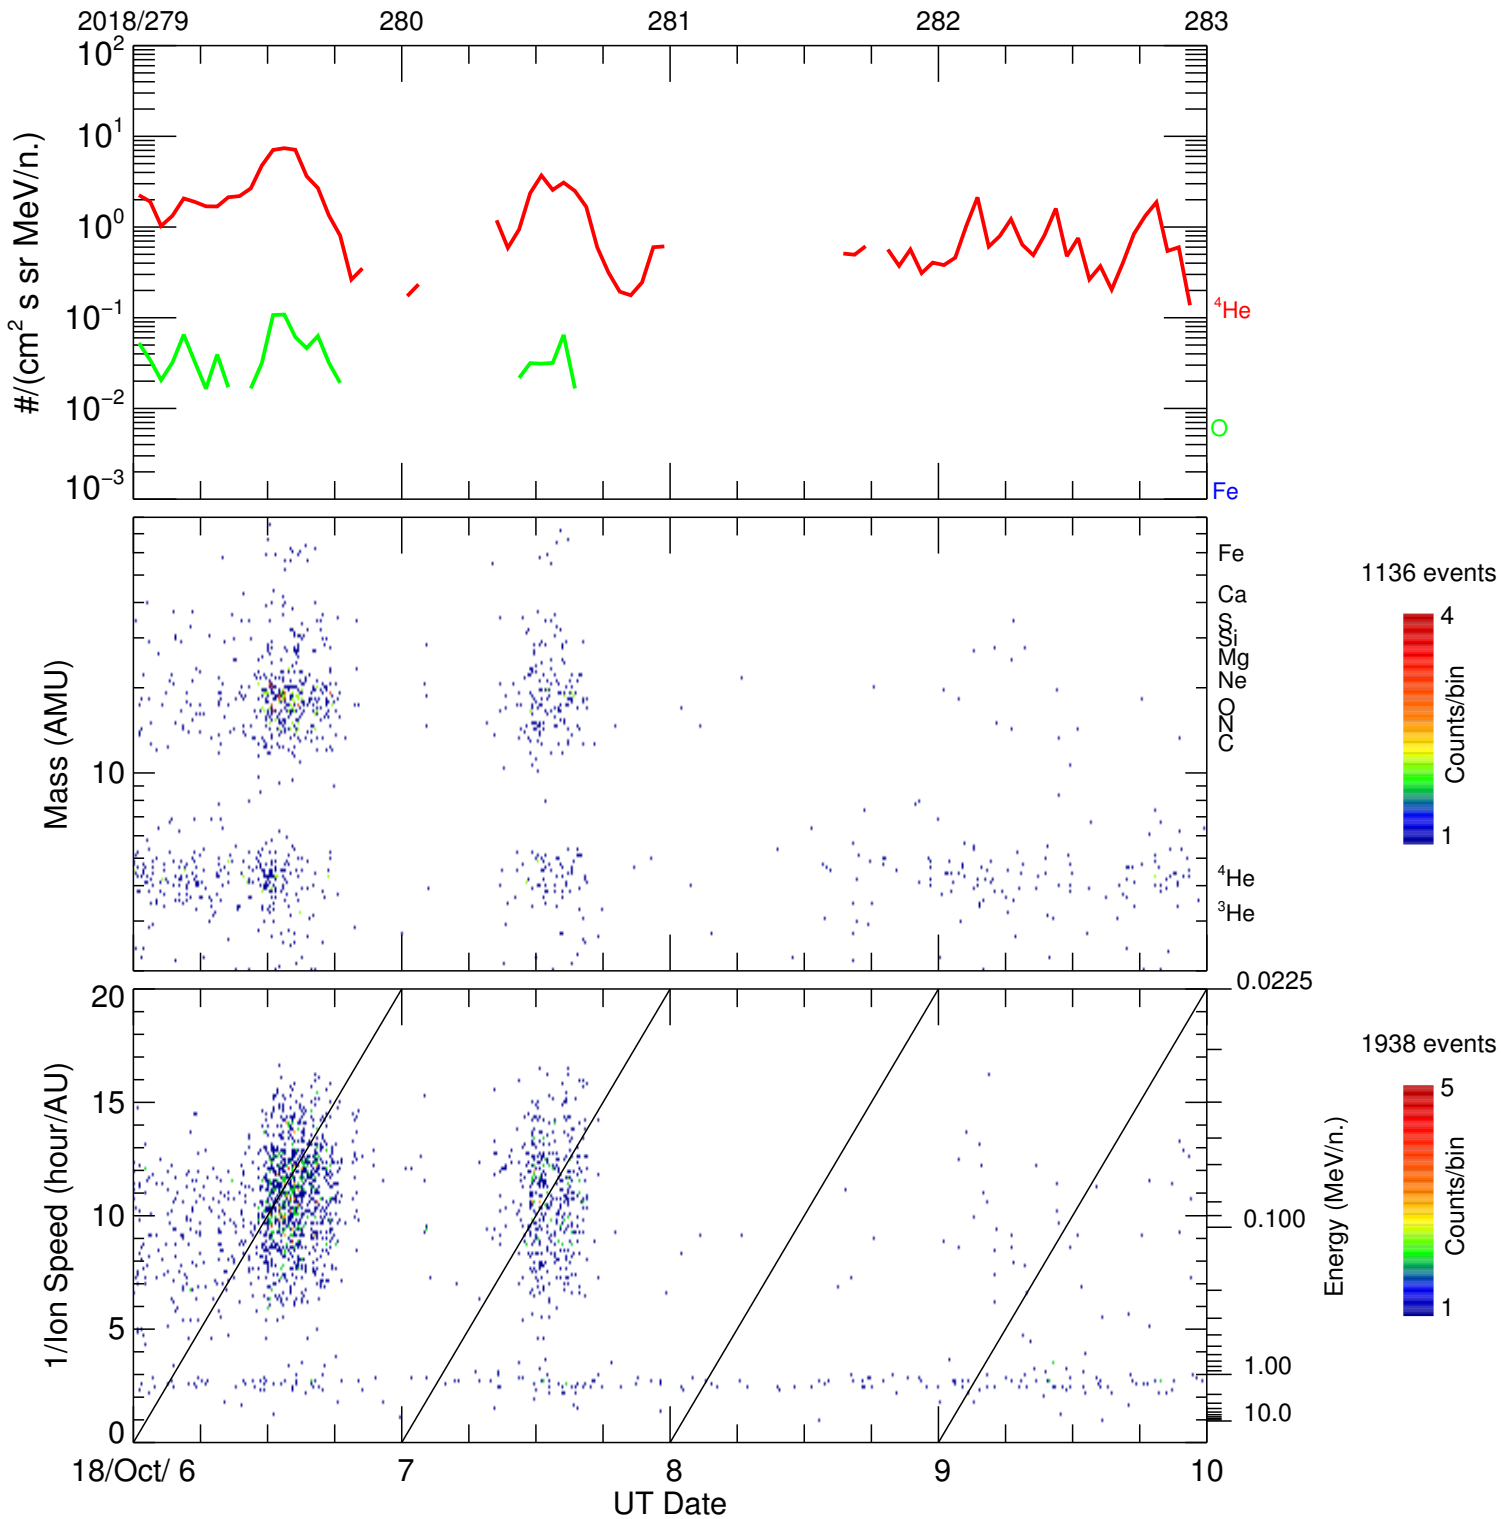 2018/279 280 281 282 283
10²
10¹
10⁰
10⁻¹
10⁻²
10⁻³
#/(cm² s sr MeV/n.)
⁴He
O
Fe
Mass (AMU)
10
Fe
Ca
S
Si
Mg
Ne
O
N
C
⁴He
³He
1136 events
4
Counts/bin
1
20
15
10
5
0
1/Ion Speed (hour/AU)
0.0225
0.100
1.00
10.0
Energy (MeV/n.)
1938 events
5
Counts/bin
1
18/Oct/ 6 7 8 9 10
UT Date